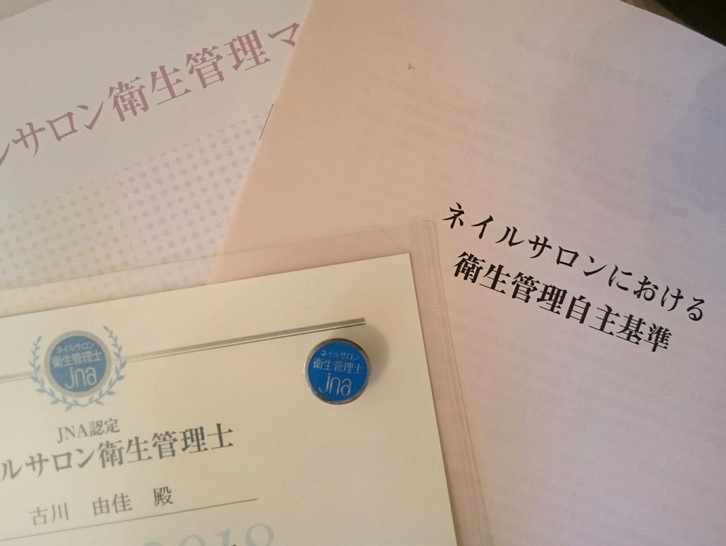 ルサロン衛生管理マ
ネイルサロンにおける
衛生管理自主基準
ネイルサロン
衛生管理士
jna
JNA認定
ルサロン衛生管理士
古川 由佳 殿
ネイルサロン
衛生管理士
jna